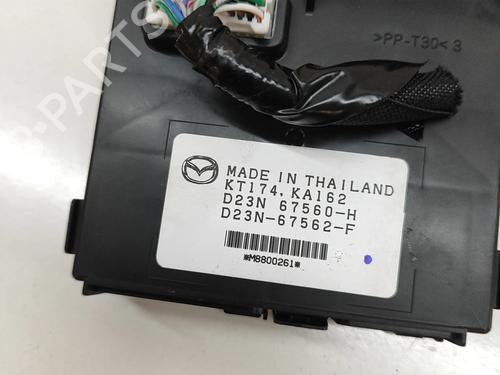 >PP-T30<3
MADE IN THAILAND
KT174, KA162
D23N 67560-H
D23N-67562-F
*M8800261*